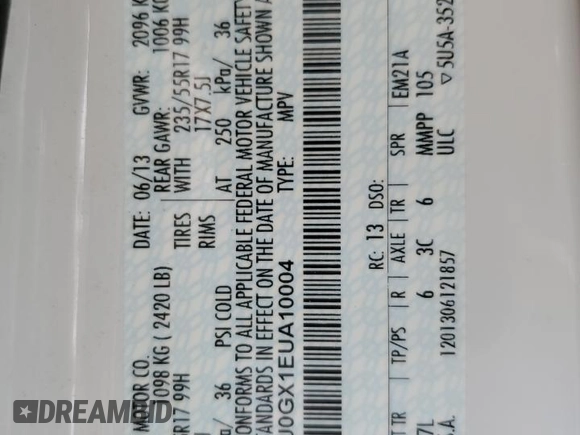 MOTOR CO.
DATE: 06/13 GVWR: 2096 K
1098 KG ( 2420 LB) REAR GAWR: 1006 KG
R17 99H TIRES WITH 235/55R17 99H
RIMS 17X7.5J
/ 36 PSI COLD AT 250 kPa/ 36
ONFORMS TO ALL APPLICABLE FEDERAL MOTOR VEHICLE SAFETY
TANDARDS IN EFFECT ON THE DATE OF MANUFACTURE SHOWN A
0GX1EUA10004 TYPE: MPV
RC: 13 DSO:
T TR TP/PS R AXLE TR SPR EM21A
7L 6 3C 6 MMPP 105
.A. 1201306121857 ULC ▽5U5A-352
DREAMBID